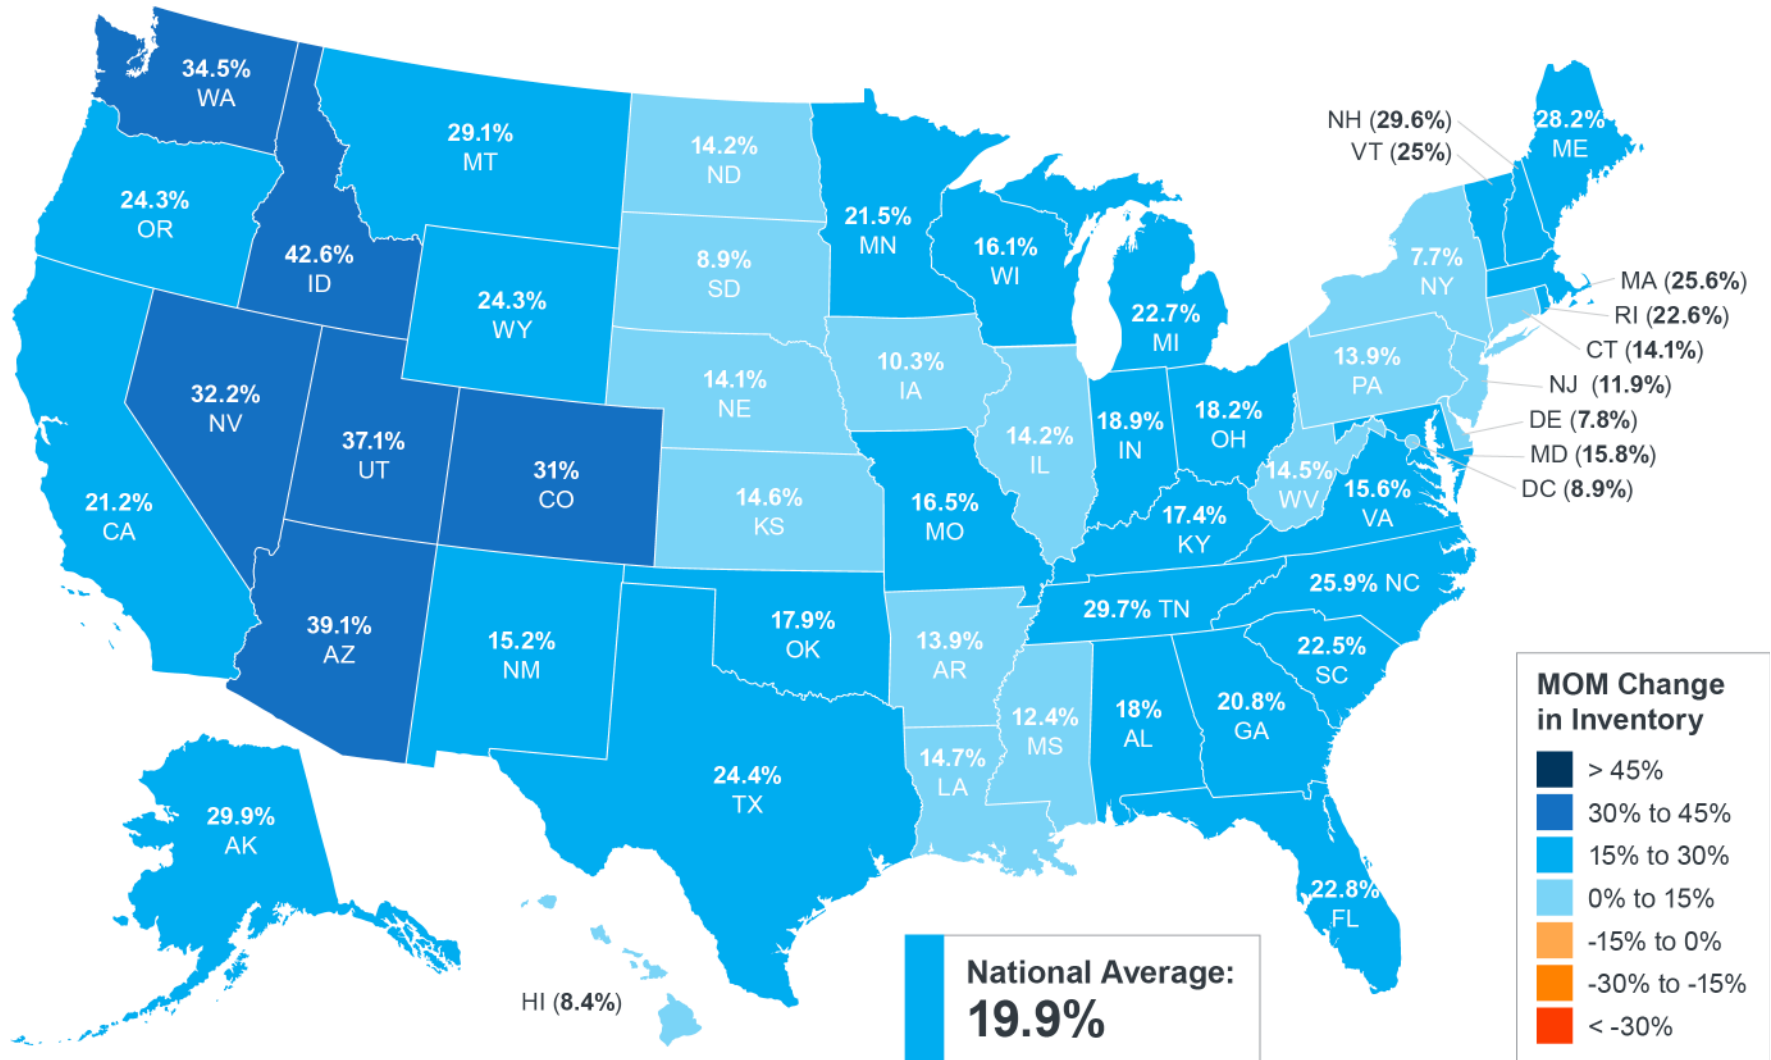 34.5%
WA
29.1%
MT
14.2%
ND
28.2%
ME
NH (29.6%)
VT (25%)
24.3%
OR
42.6%
ID
21.5%
MN
16.1%
WI
8.9%
SD
7.7%
NY
24.3%
WY
22.7%
MI
MA (25.6%)
RI (22.6%)
CT (14.1%)
NJ (11.9%)
DE (7.8%)
MD (15.8%)
DC (8.9%)
13.9%
PA
10.3%
IA
14.1%
NE
32.2%
NV
37.1%
UT
31%
CO
14.2%
IL
18.9%
IN
18.2%
OH
14.5%
WV
15.6%
VA
21.2%
CA
14.6%
KS
16.5%
MO
17.4%
KY
25.9% NC
29.7% TN
39.1%
AZ
15.2%
NM
17.9%
OK
13.9%
AR
22.5%
SC
12.4%
MS
18%
AL
20.8%
GA
24.4%
TX
14.7%
LA
29.9%
AK
22.8%
FL
HI (8.4%)
National Average:
19.9%
MOM Change
in Inventory
> 45%
30% to 45%
15% to 30%
0% to 15%
-15% to 0%
-30% to -15%
< -30%